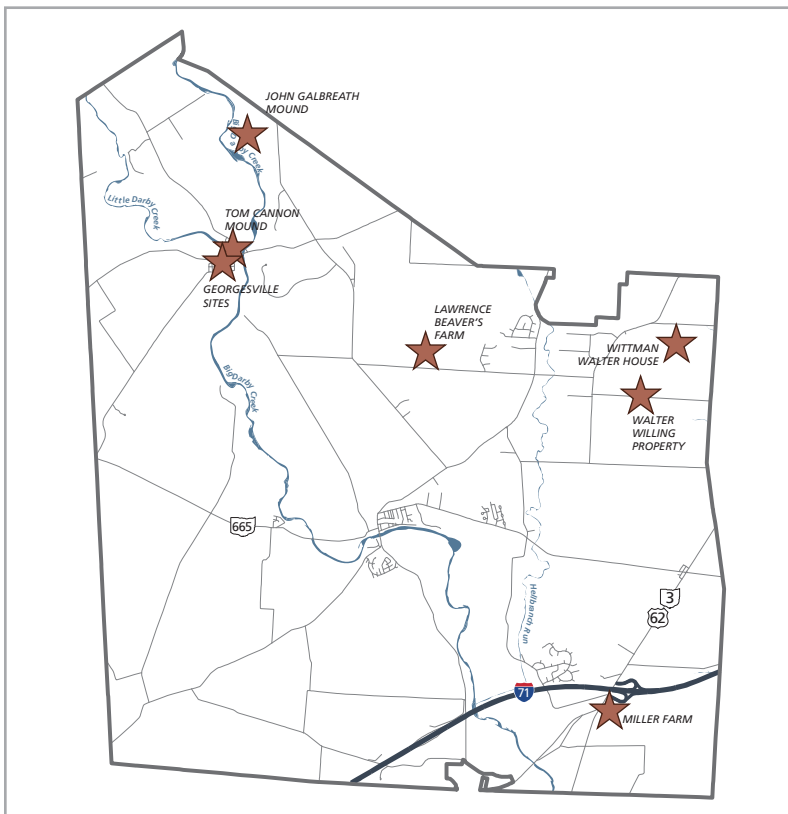 JOHN GALBREATH
MOUND
Creek
Little Darby Creek
TOM CANNON
MOUND
GEORGESVILLE
SITES
LAWRENCE
BEAVER'S
FARM
WITTMAN
WALTER HOUSE
WALTER
WILLING
PROPERTY
Big Darby Creek
665
3
62
Hellbranch Run
71
MILLER FARM